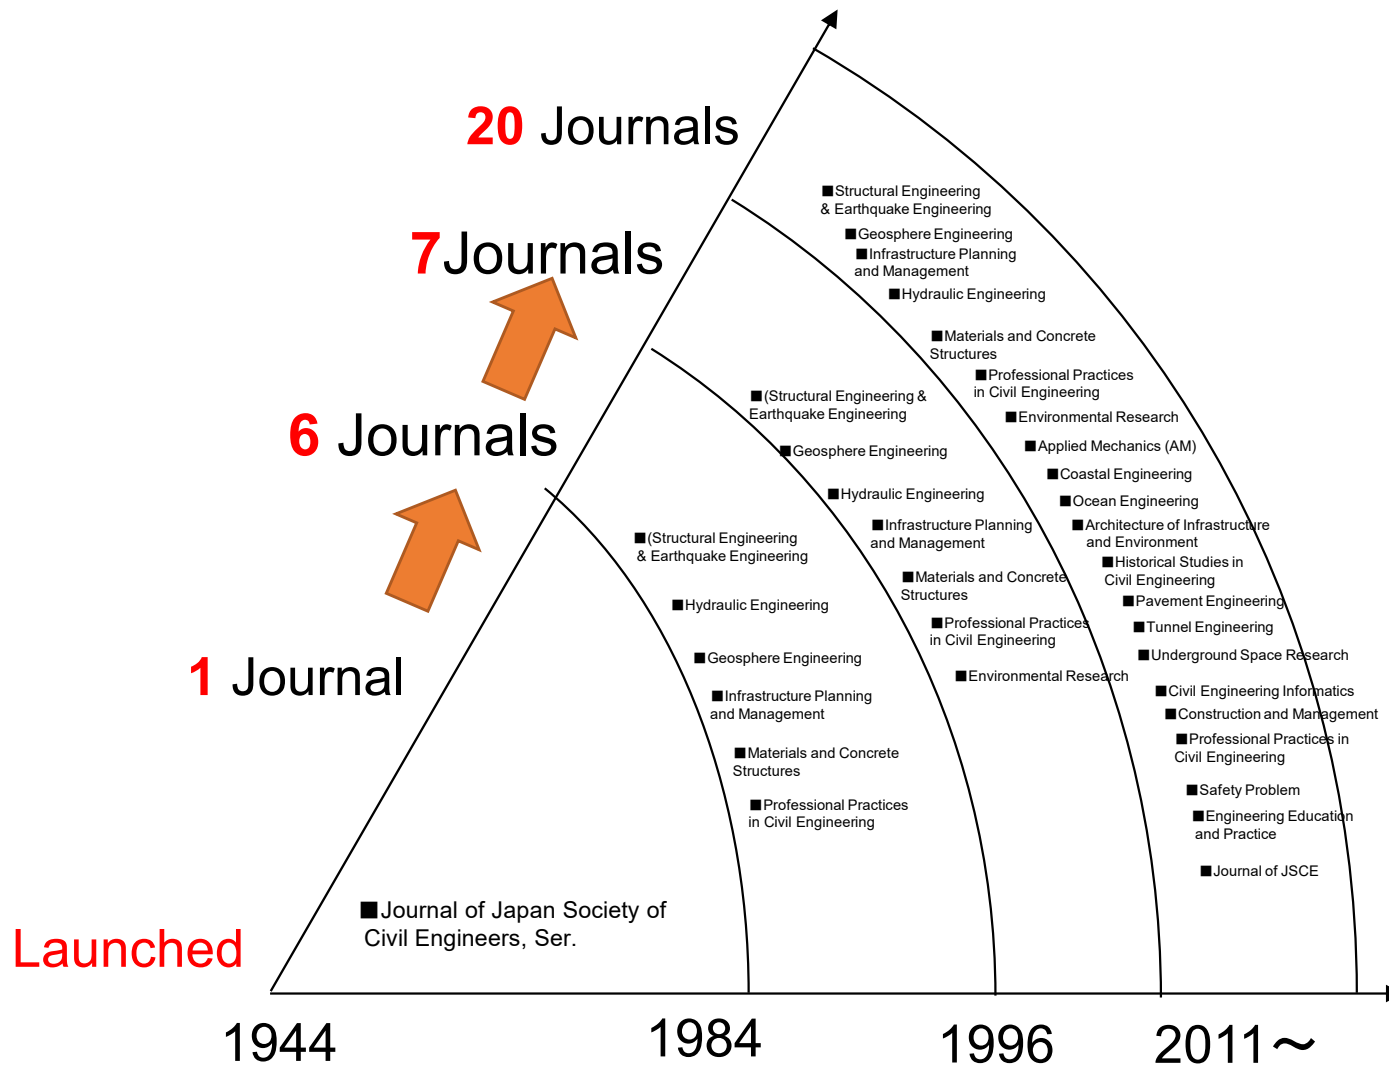 20 Journals
7Journals
6 Journals
1 Journal
Launched
■Journal of Japan Society of
Civil Engineers, Ser.
■(Structural Engineering
& Earthquake Engineering
■Hydraulic Engineering
■Geosphere Engineering
■Infrastructure Planning
and Management
■Materials and Concrete
Structures
■Professional Practices
in Civil Engineering
■(Structural Engineering &
Earthquake Engineering
■Geosphere Engineering
■Hydraulic Engineering
■Infrastructure Planning
and Management
■Materials and Concrete
Structures
■Professional Practices
in Civil Engineering
■Environmental Research
■Structural Engineering
& Earthquake Engineering
■Geosphere Engineering
■Infrastructure Planning
and Management
■Hydraulic Engineering
■Materials and Concrete
Structures
■Professional Practices
in Civil Engineering
■Environmental Research
■Applied Mechanics (AM)
■Coastal Engineering
■Ocean Engineering
■Architecture of Infrastructure
and Environment
■Historical Studies in
Civil Engineering
■Pavement Engineering
■Tunnel Engineering
■Underground Space Research
■Civil Engineering Informatics
■Construction and Management
■Professional Practices in
Civil Engineering
■Safety Problem
■Engineering Education
and Practice
■Journal of JSCE
1944
1984
1996
2011～